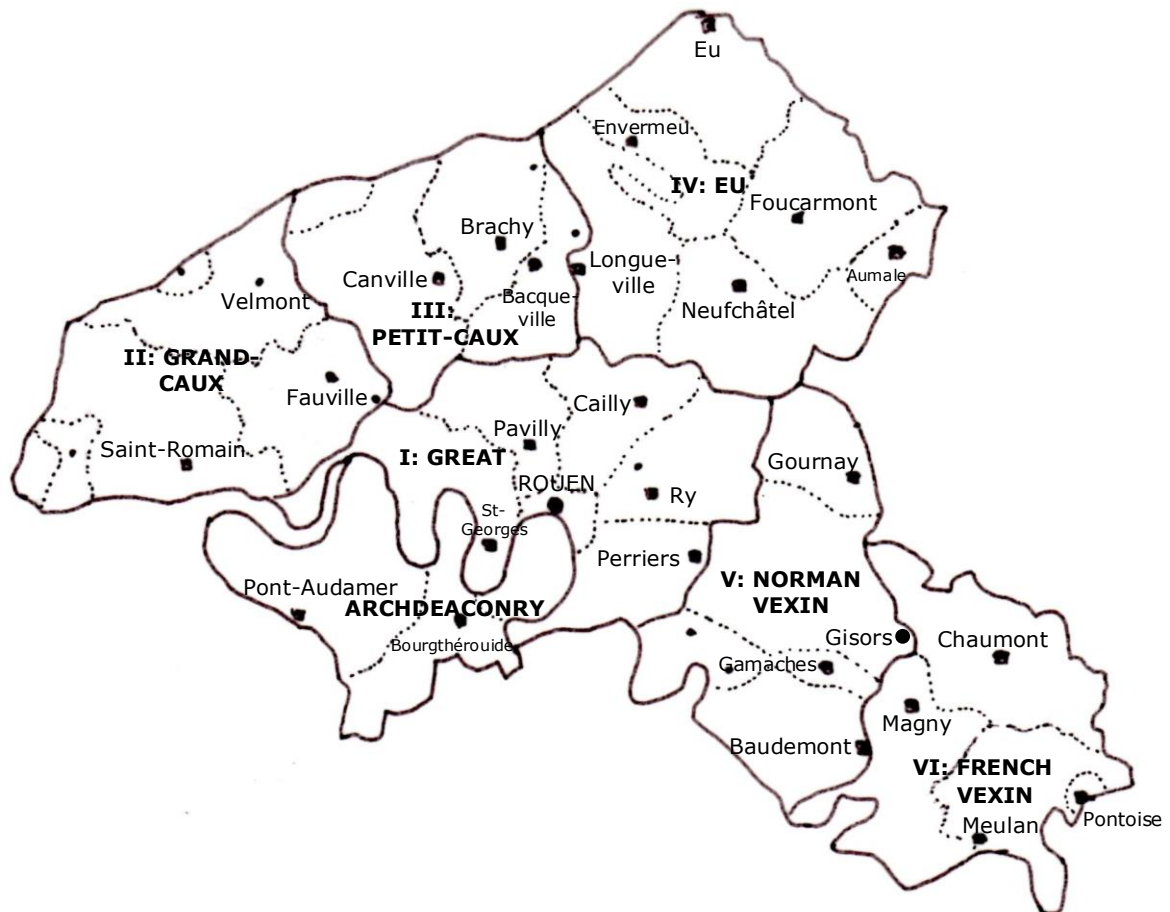 Eu
Envermeu
IV: EU
Foucarmont
Brachy
Longue-
ville
Aumale
Canville
Velmont
Bacque-
ville
Neufchâtel
III:
PETIT-CAUX
II: GRAND-
CAUX
Fauville
Cailly
Pavilly
Saint-Romain
I: GREAT
Gournay
ROUEN
Ry
St-
Georges
Perriers
V: NORMAN
VEXIN
Pont-Audamer
ARCHDEACONRY
Bourgthérouide
Gisors
Chaumont
Gamaches
Magny
Baudemont
VI: FRENCH
VEXIN
Pontoise
Meulan